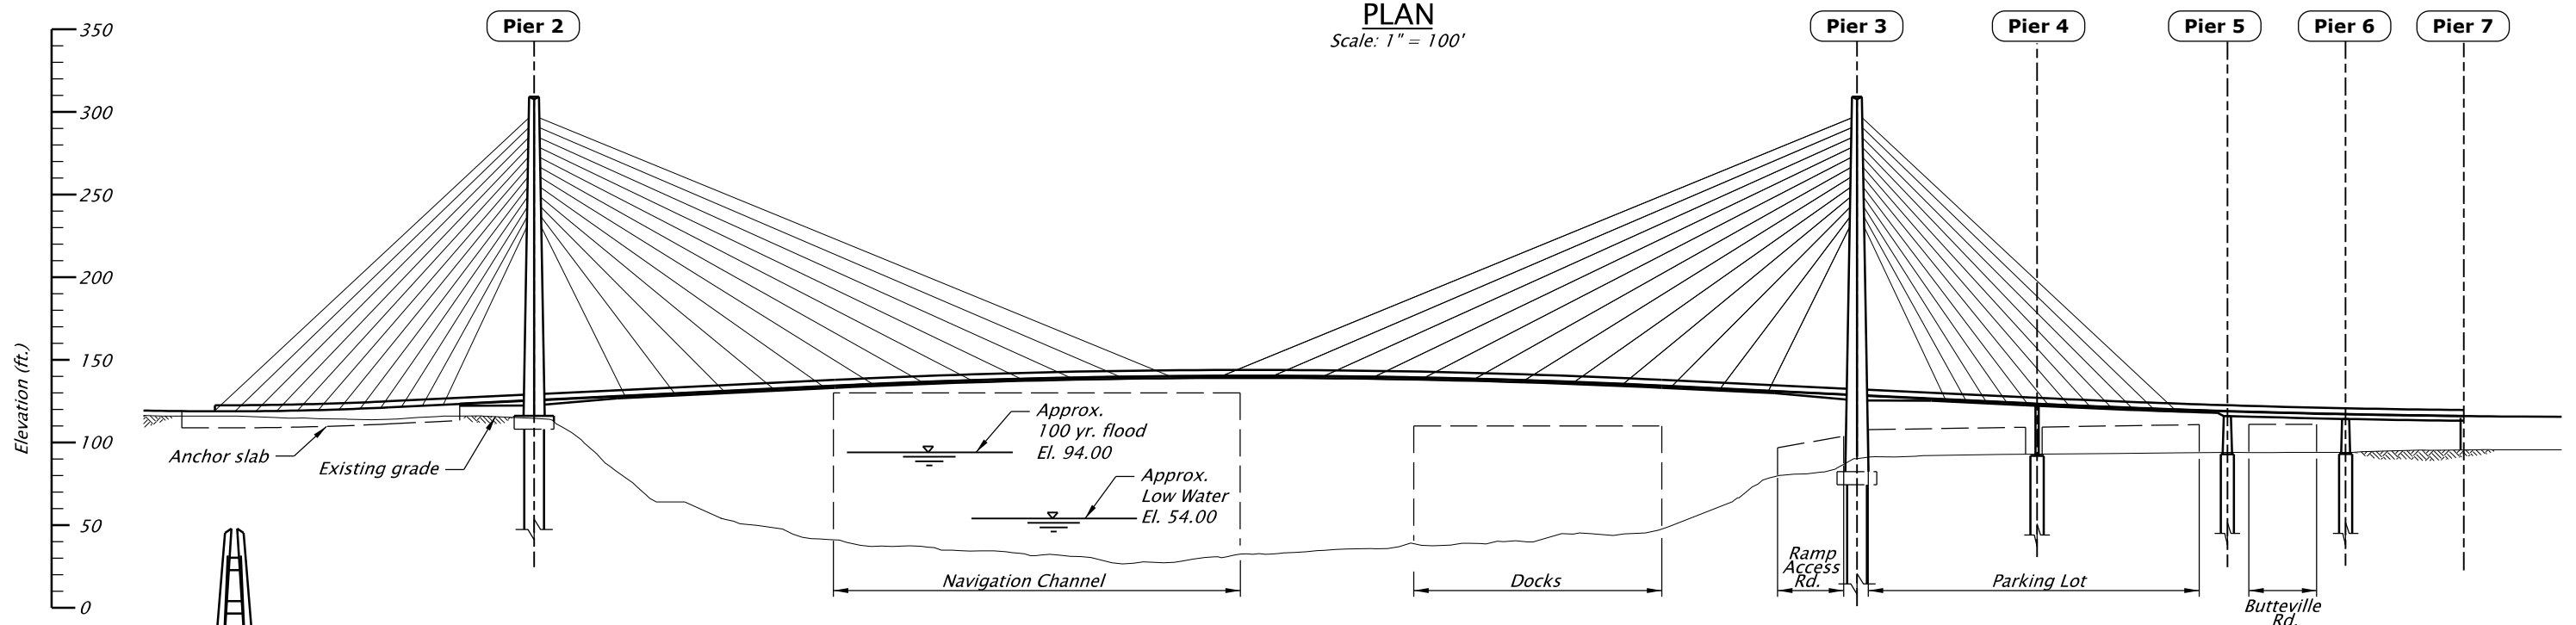 PLAN
Scale: 1" = 100'
Pier 2
Pier 3
Pier 4
Pier 5
Pier 6
Pier 7
350
300
250
200
150
100
50
0
Elevation (ft.)
Anchor slab
Existing grade
Approx.
100 yr. flood
El. 94.00
Approx.
Low Water
El. 54.00
Navigation Channel
Docks
Ramp
Access
Rd.
Parking Lot
Butteville
Rd.